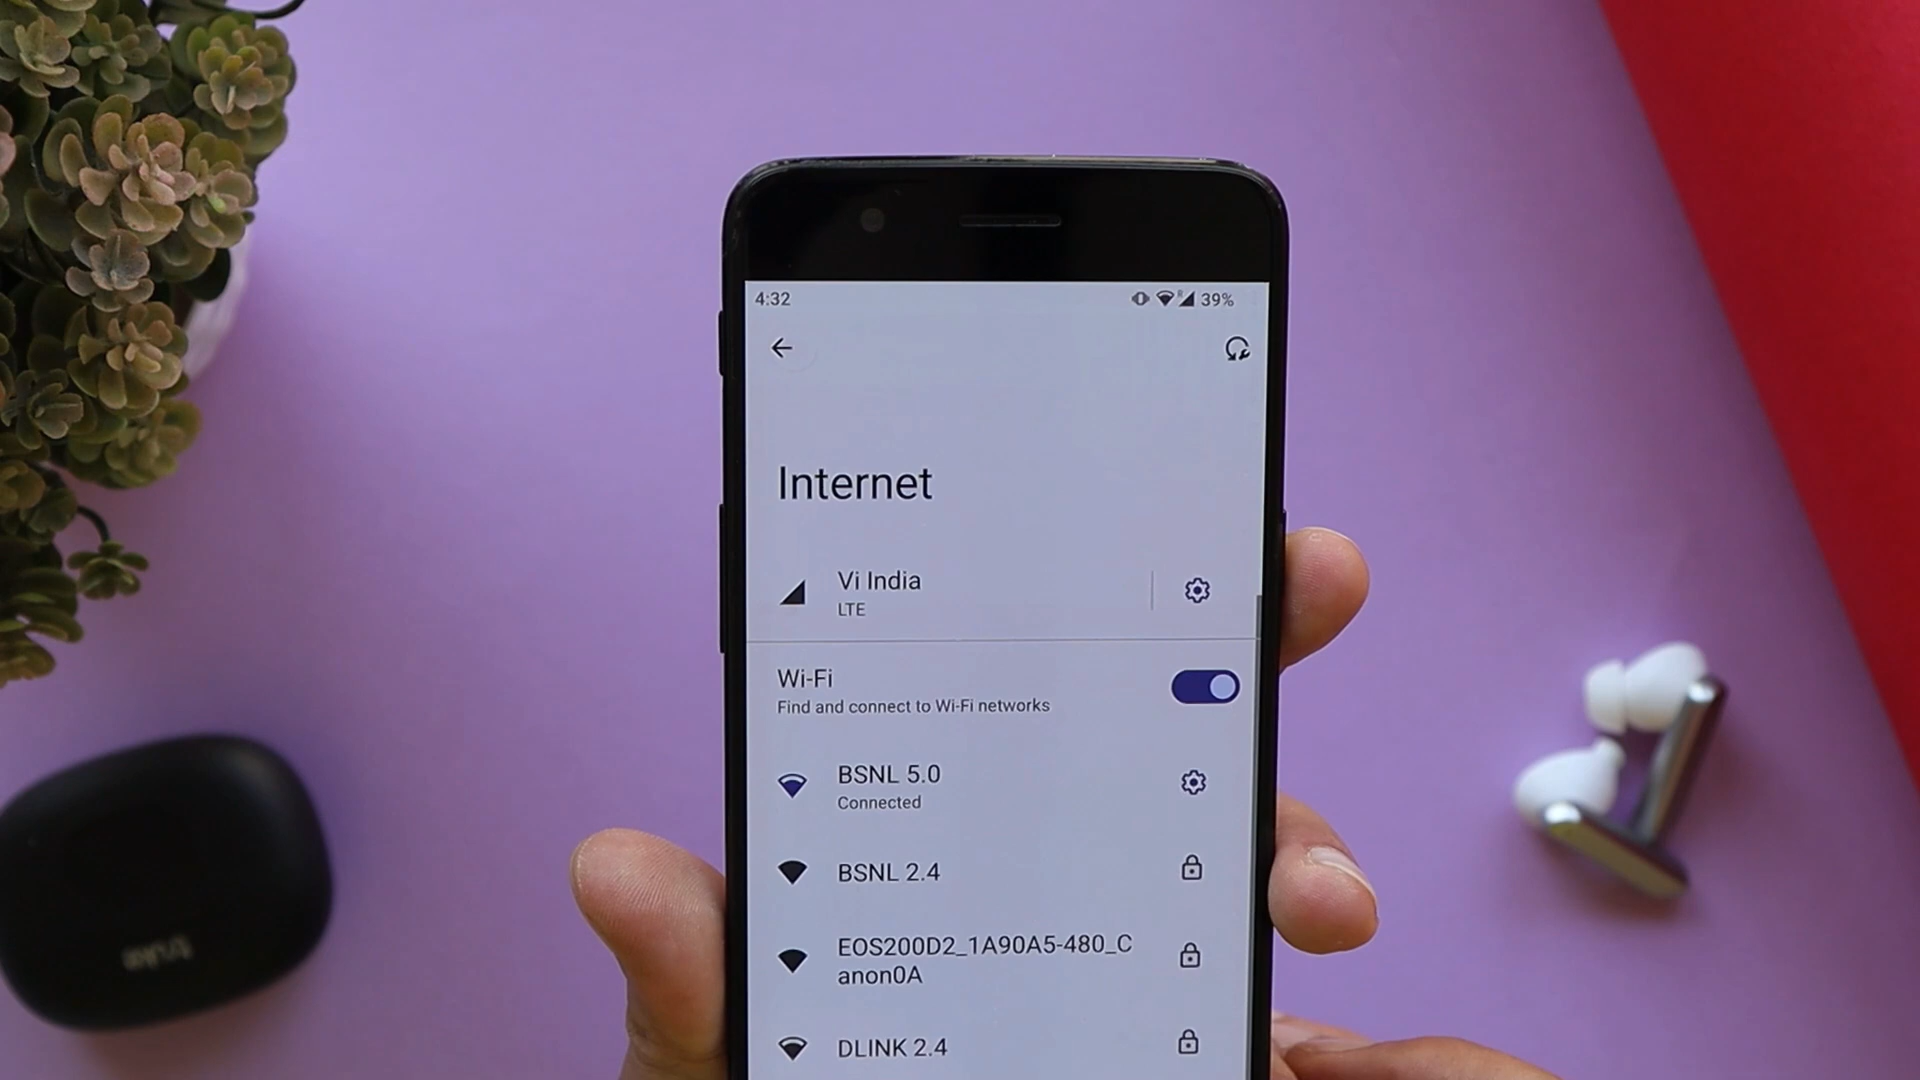 4:32
R 39%
Internet
Vi India
LTE
Wi-Fi
Find and connect to Wi-Fi networks
BSNL 5.0
Connected
BSNL 2.4
EOS200D2_1A90A5-480_C
anon0A
DLINK 2.4
truke